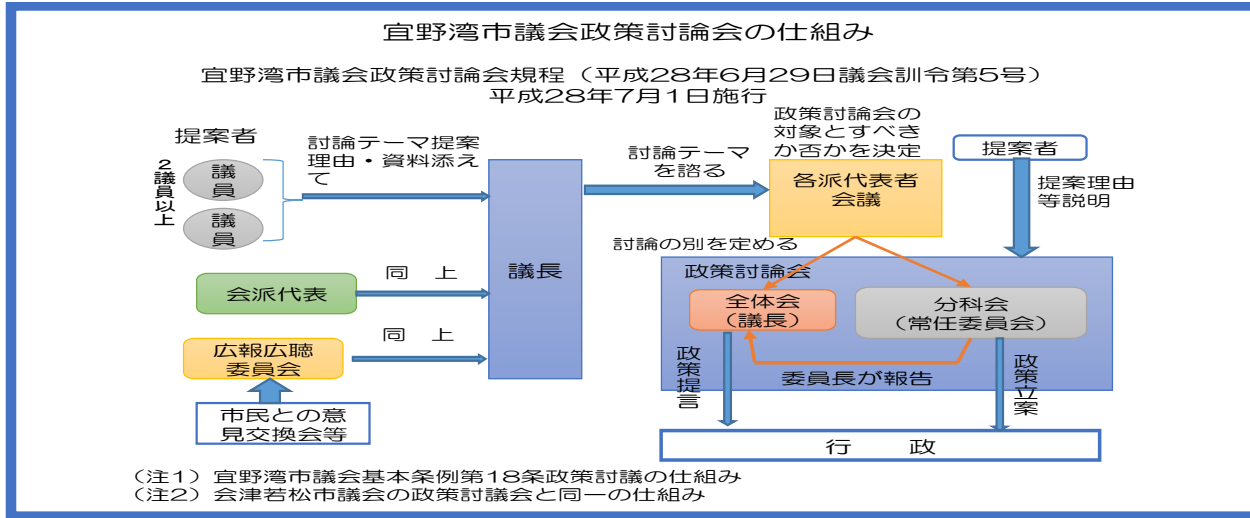 宜野湾市議会政策討論会の仕組み
宜野湾市議会政策討論会規程(平成28年6月29日議会訓令第5号)
平成28年7月1日施行
提案者
2議員以上
議員
議員
討論テーマ提案
理由・資料添え
て
会派代表
同 上
広報広聴
委員会
同 上
市民との意
見交換会等
議長
討論テーマ
を諮る
政策討論会の
対象とすべき
か否かを決定
各派代表者
会議
提案者
提案理由
等説明
討論の別を定める
政策討論会
全体会
(議長)
分科会
(常任委員会)
委員長が報告
政策提言
政策立案
行 政
(注1)宜野湾市議会基本条例第18条政策討議の仕組み
(注2)会津若松市議会の政策討議会と同一の仕組み